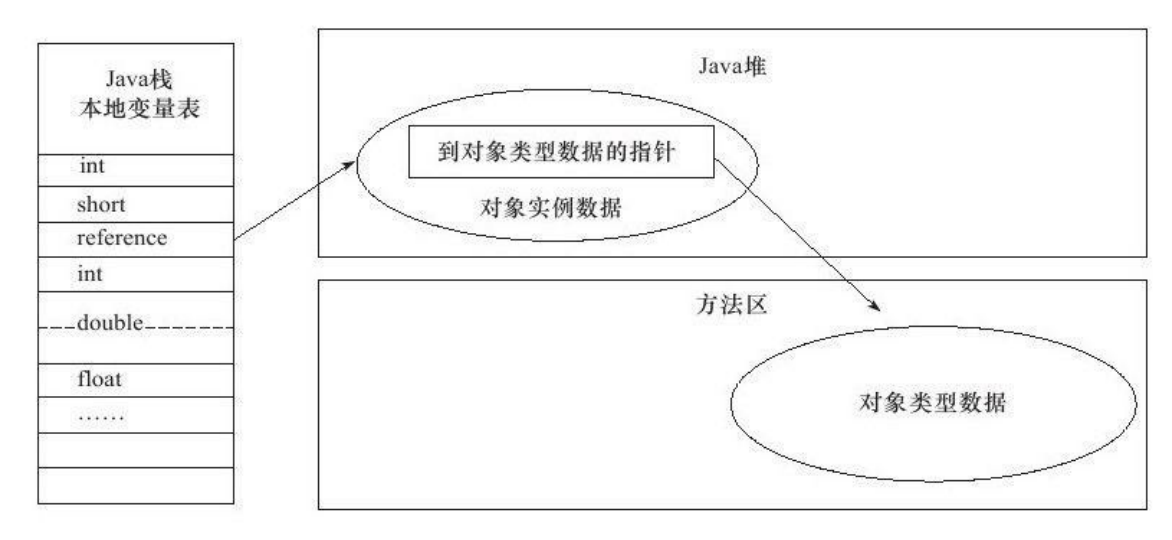 Java栈
本地变量表
int
short
reference
int
double
float
……
Java堆
到对象类型数据的指针
对象实例数据
方法区
对象类型数据